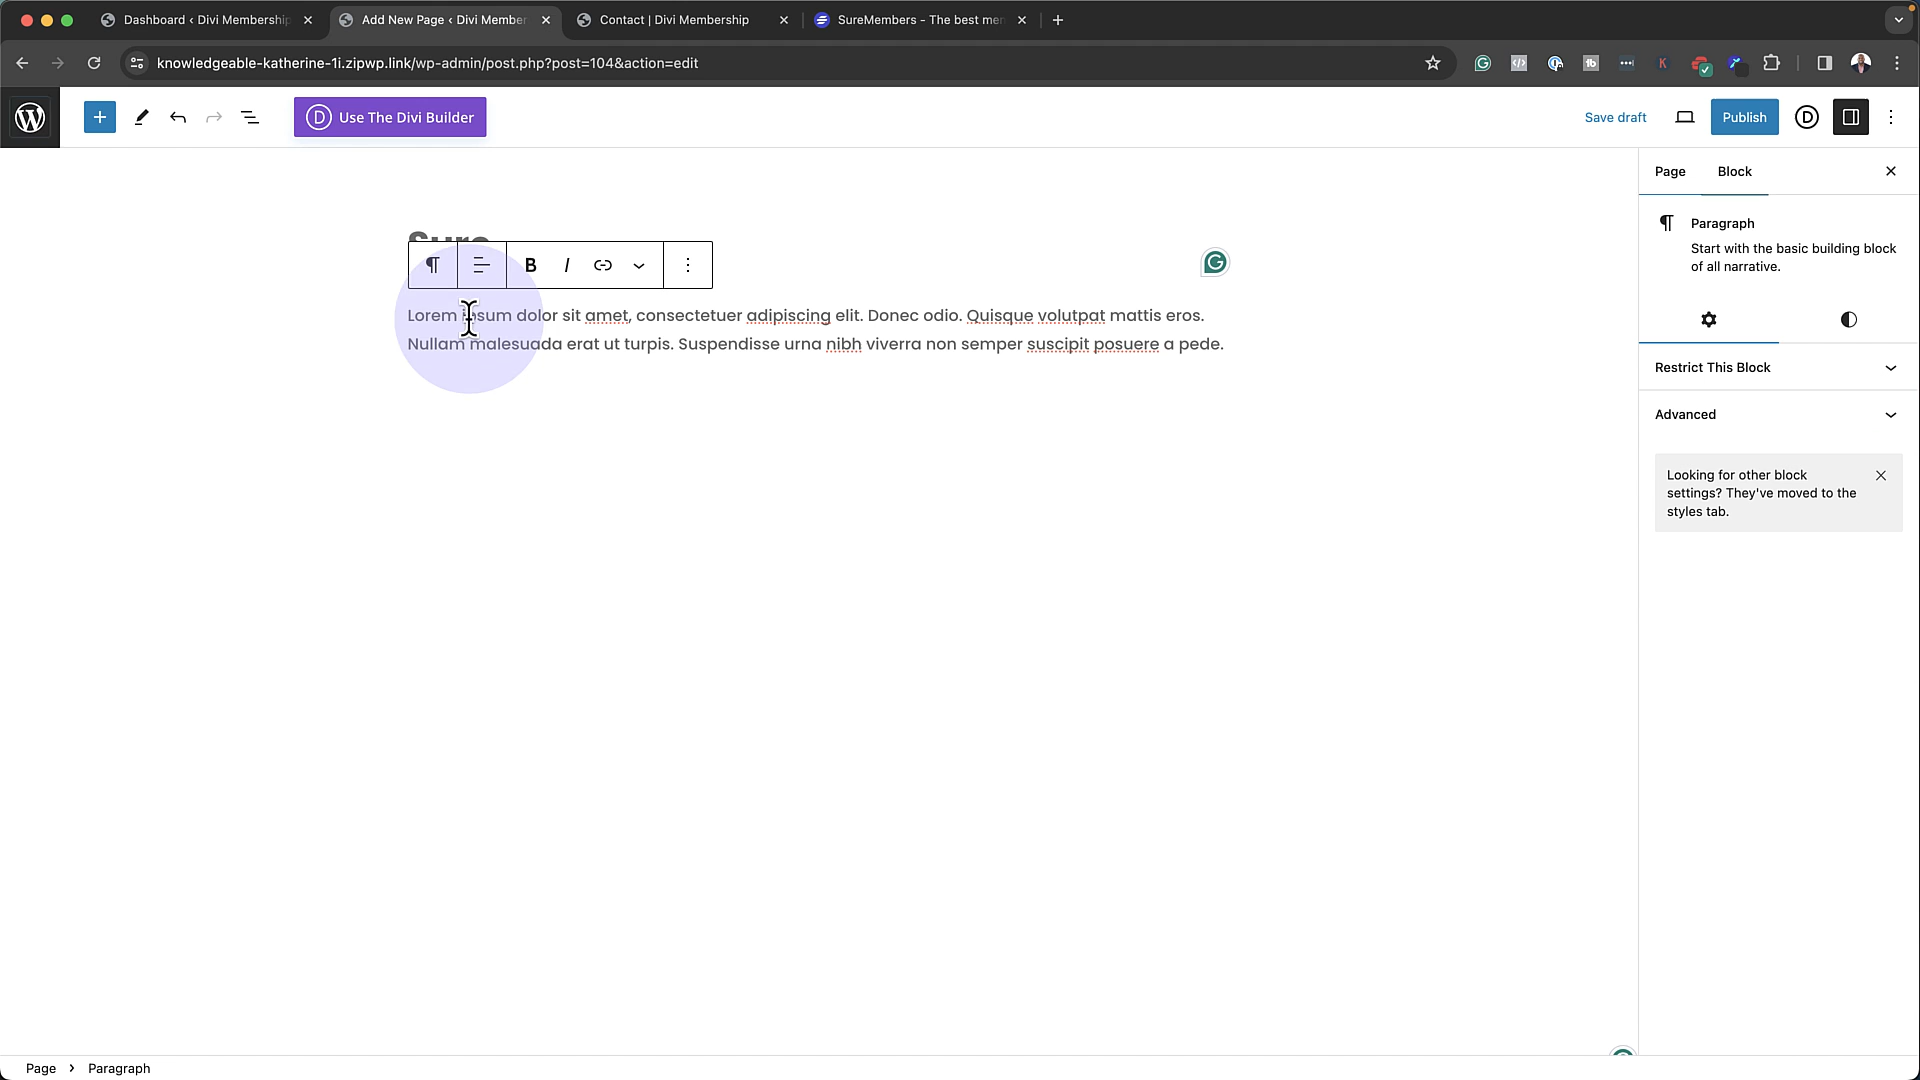 Dashboard ‹ Divi Membership
Add New Page ‹ Divi Member
Contact | Divi Membership
SureMembers - The best mem
knowledgeable-katherine-1i.zipwp.link/wp-admin/post.php?post=104&action=edit
Use The Divi Builder
Save draft
Publish
Page
Block
Sure
Paragraph
Start with the basic building block
of all narrative.
B I
Lorem ipsum dolor sit amet, consectetuer adipiscing elit. Donec odio. Quisque volutpat mattis eros.
Nullam malesuada erat ut turpis. Suspendisse urna nibh viverra non semper suscipit posuere a pede.
Restrict This Block
Advanced
Looking for other block
settings? They've moved to the
styles tab.
Page › Paragraph